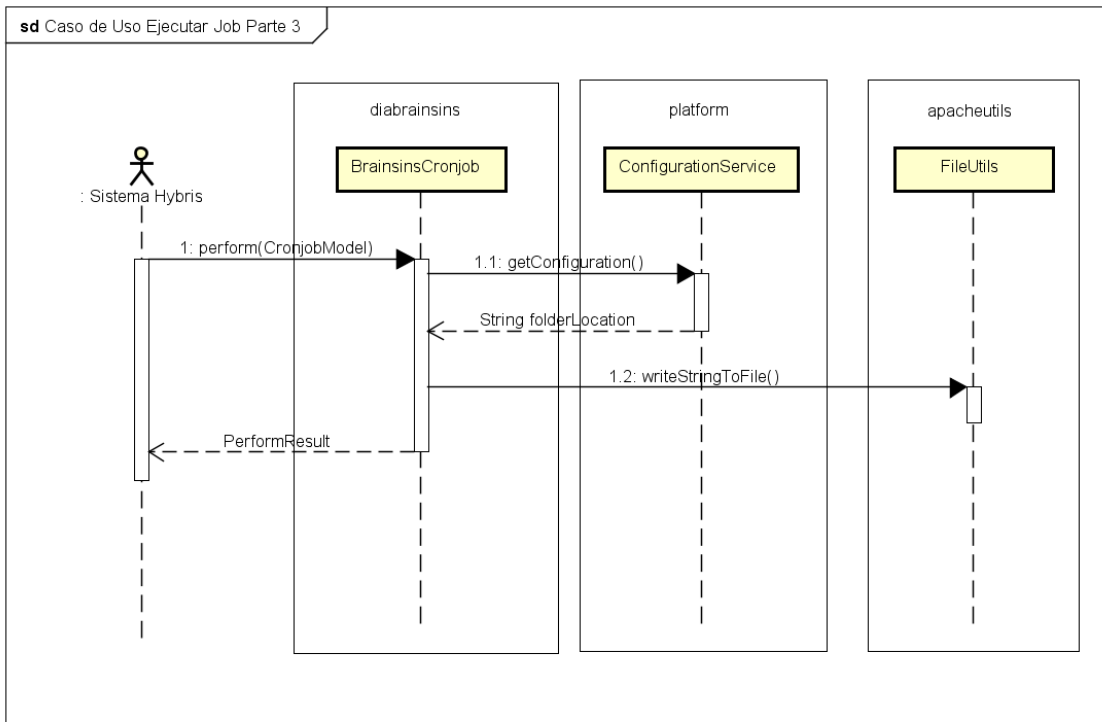 sd Caso de Uso Ejecutar Job Parte 3
diabrainsins
platform
apacheutils
BrainsinsCronjob
ConfigurationService
FileUtils
: Sistema Hybris
1: perform(CronjobModel)
1.1: getConfiguration()
String folderLocation
1.2: writeStringToFile()
PerformResult